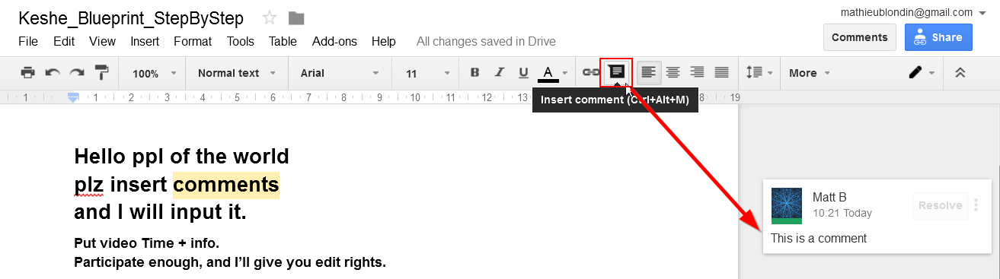 Keshe_Blueprint_StepByStep
mathieublondin@gmail.com
File Edit View Insert Format Tools Table Add-ons Help All changes saved in Drive
Comments Share
100% Normal text Arial 11 B I U A More
Insert comment (Ctrl+Alt+M)
1 1 2 3 4 5 6 7 8 9 10 11 12 13 18 19
Hello ppl of the world
plz insert comments
and I will input it.
Put video Time + info.
Participate enough, and I'll give you edit rights.
Matt B
10:21 Today
Resolve
This is a comment